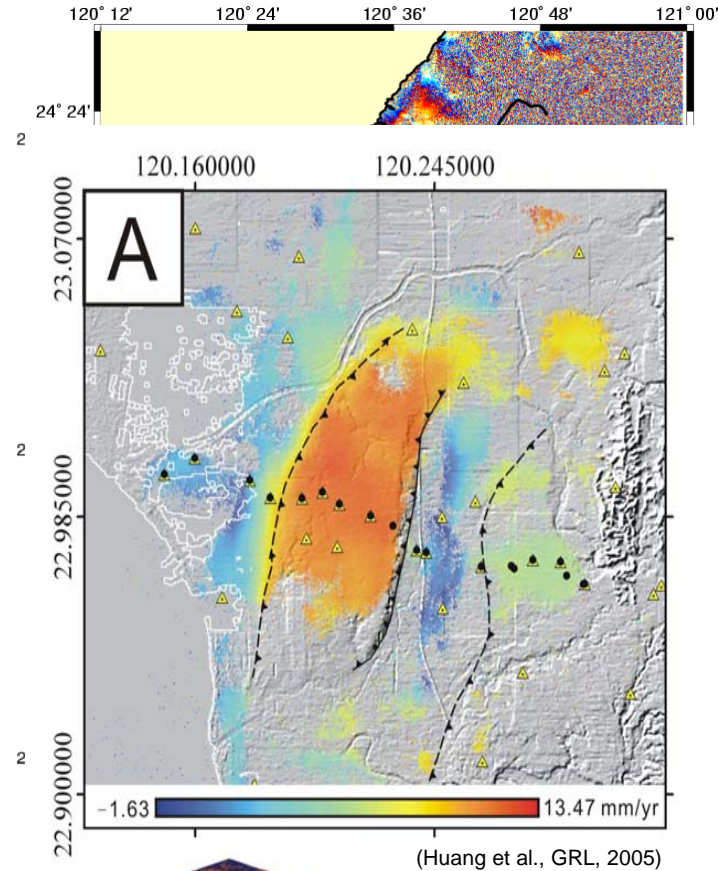 120° 12' 120° 24' 120° 36' 120° 48' 121° 00'
24° 24'
2
120.160000 120.245000
23.070000
A
2
22.985000
2
22.900000
−1.63 13.47 mm/yr
(Huang et al., GRL, 2005)